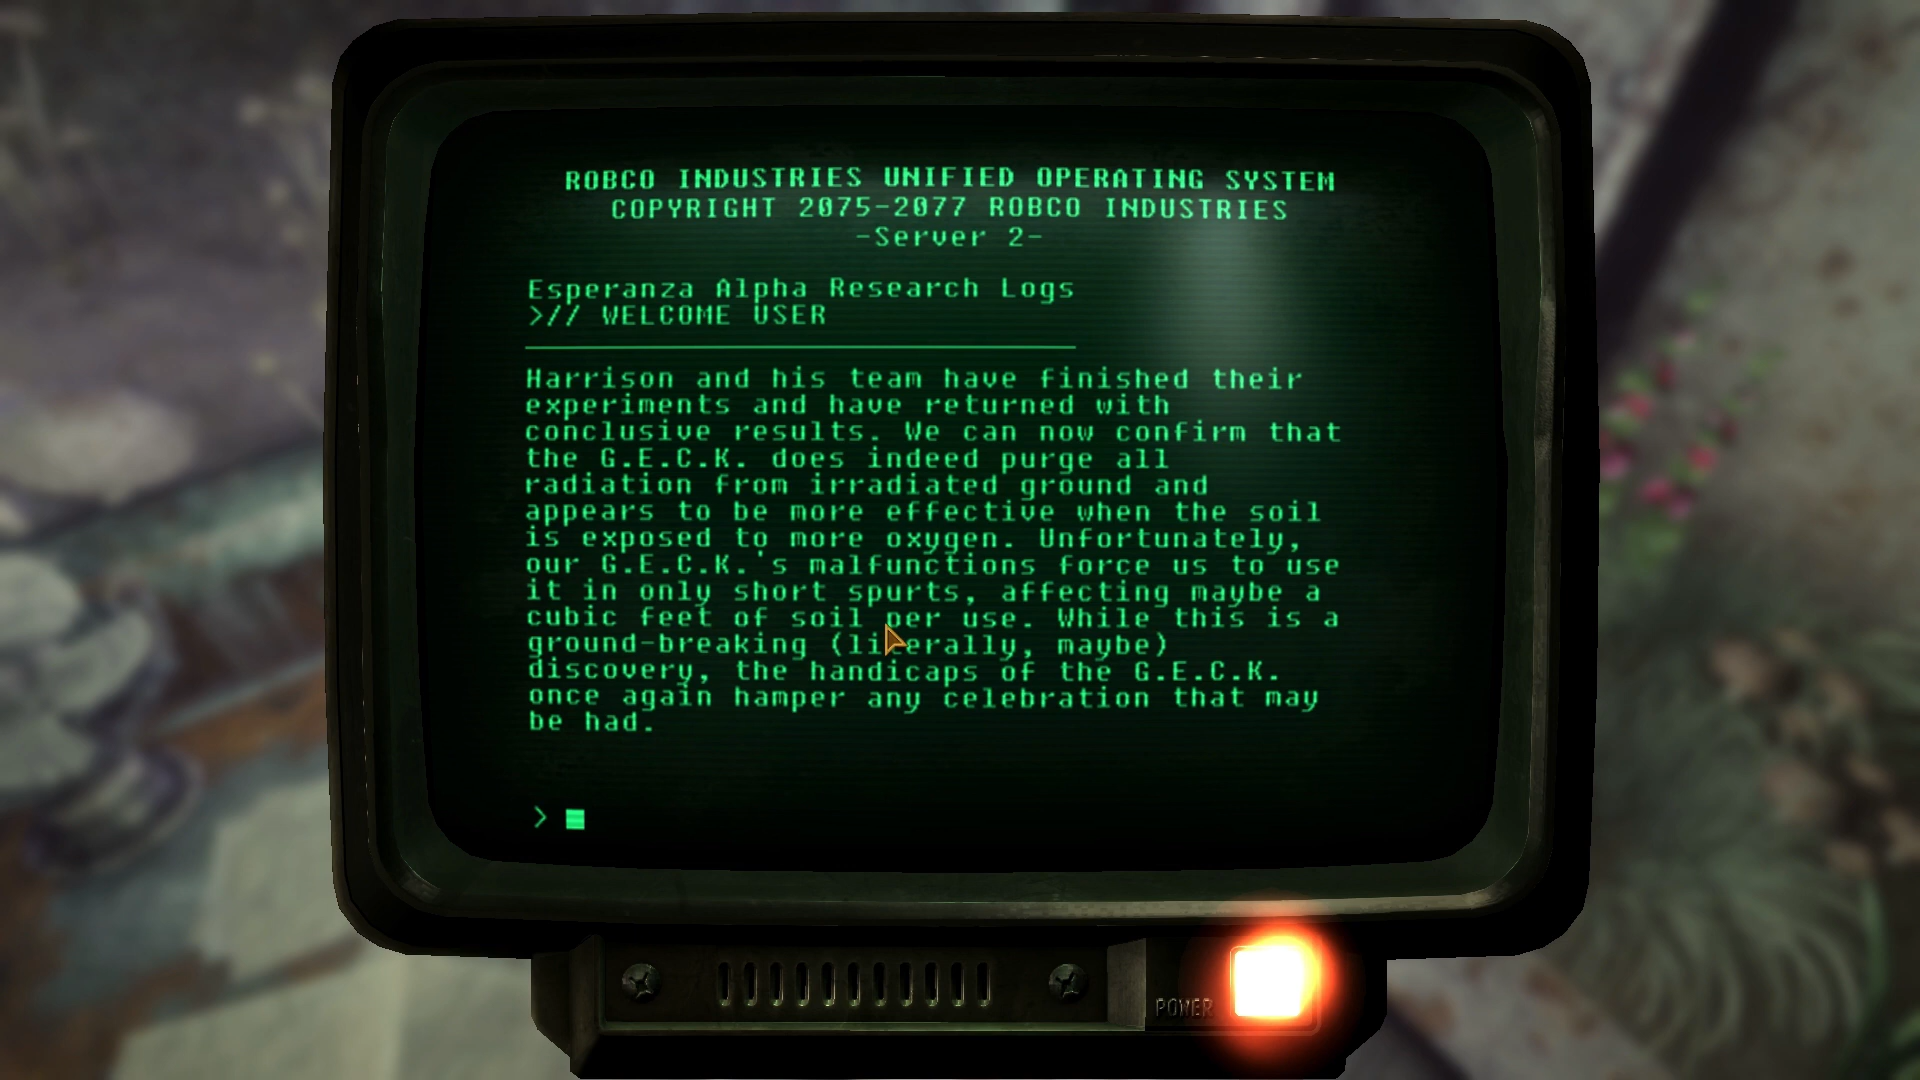 ROBCO INDUSTRIES UNIFIED OPERATING SYSTEM
COPYRIGHT 2075-2077 ROBCO INDUSTRIES
-Server 2-
Esperanza Alpha Research Logs
>// WELCOME USER
Harrison and his team have finished their
experiments and have returned with
conclusive results. We can now confirm that
the G.E.C.K. does indeed purge all
radiation from irradiated ground and
appears to be more effective when the soil
is exposed to more oxygen. Unfortunately,
our G.E.C.K.'s malfunctions force us to use
it in only short spurts, affecting maybe a
cubic feet of soil per use. While this is a
ground-breaking (literally, maybe)
discovery, the handicaps of the G.E.C.K.
once again hamper any celebration that may
be had.
>
POWER